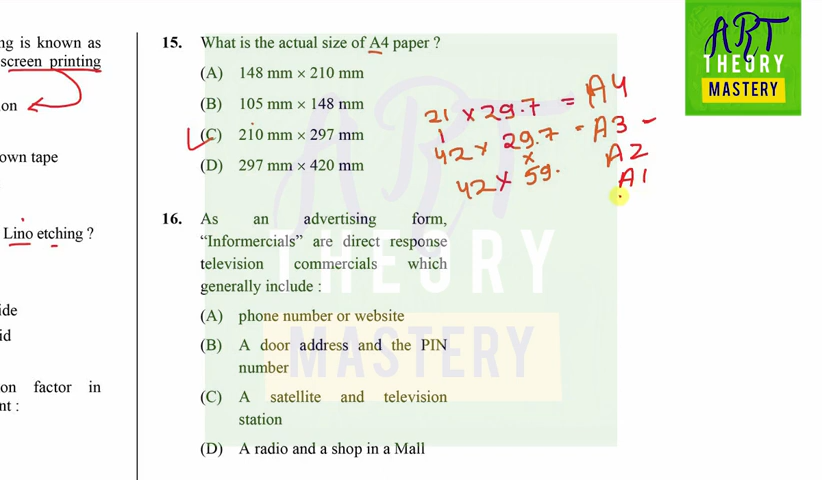 ng is known as
screen printing
on
own tape
Lino etching ?
ide
id
on factor in
nt :
15. What is the actual size of A4 paper ?
(A) 148 mm × 210 mm
(B) 105 mm × 148 mm
(C) 210 mm × 297 mm
(D) 297 mm × 420 mm
21 × 29.7 = A4
42 × 29.7 - A3 -
42 × 59. A2
A1
16. As an advertising form,
“Informercials” are direct response
television commercials which
generally include :
(A) phone number or website
(B) A door address and the PIN
number
(C) A satellite and television
station
(D) A radio and a shop in a Mall
ART
THEORY
MASTERY
ART
THEORY
MASTERY